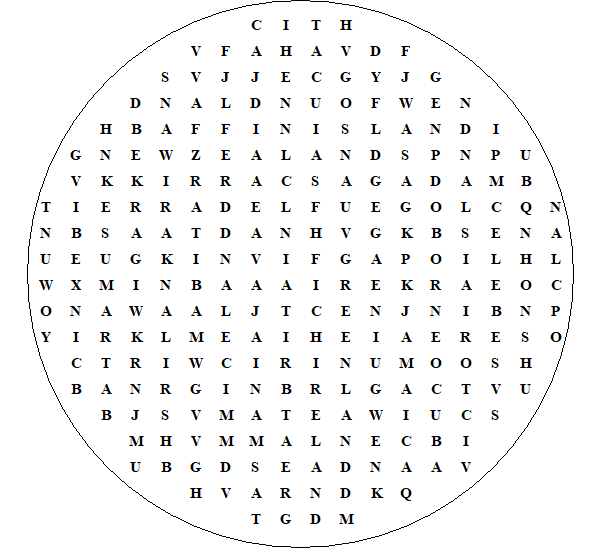 C I T H
V F A H A V D F
S V J J E C G Y J G
D N A L D N U O F W E N
H B A F F I N I S L A N D I
G N E W Z E A L A N D S P N P U
V K K I R R A C S A G A D A M B
T I E R R A D E L F U E G O L C Q N
N B S A A T D A N H V G K B S E N A
U E U G K I N V I F G A P O I L H L
W X M I N B A A A I R E K R A E O C
O N A W A A L J T C E N J N I B N P
Y I R K L M E A I H E I A E R E S O
C T R I W C I R I N U M O O S H
B A N R G I N B R L G A C T V U
B J S V M A T E A W I U C S
M H V M M A L N E C B I
U B G D S E A D N A A V
H V A R N D K Q
T G D M